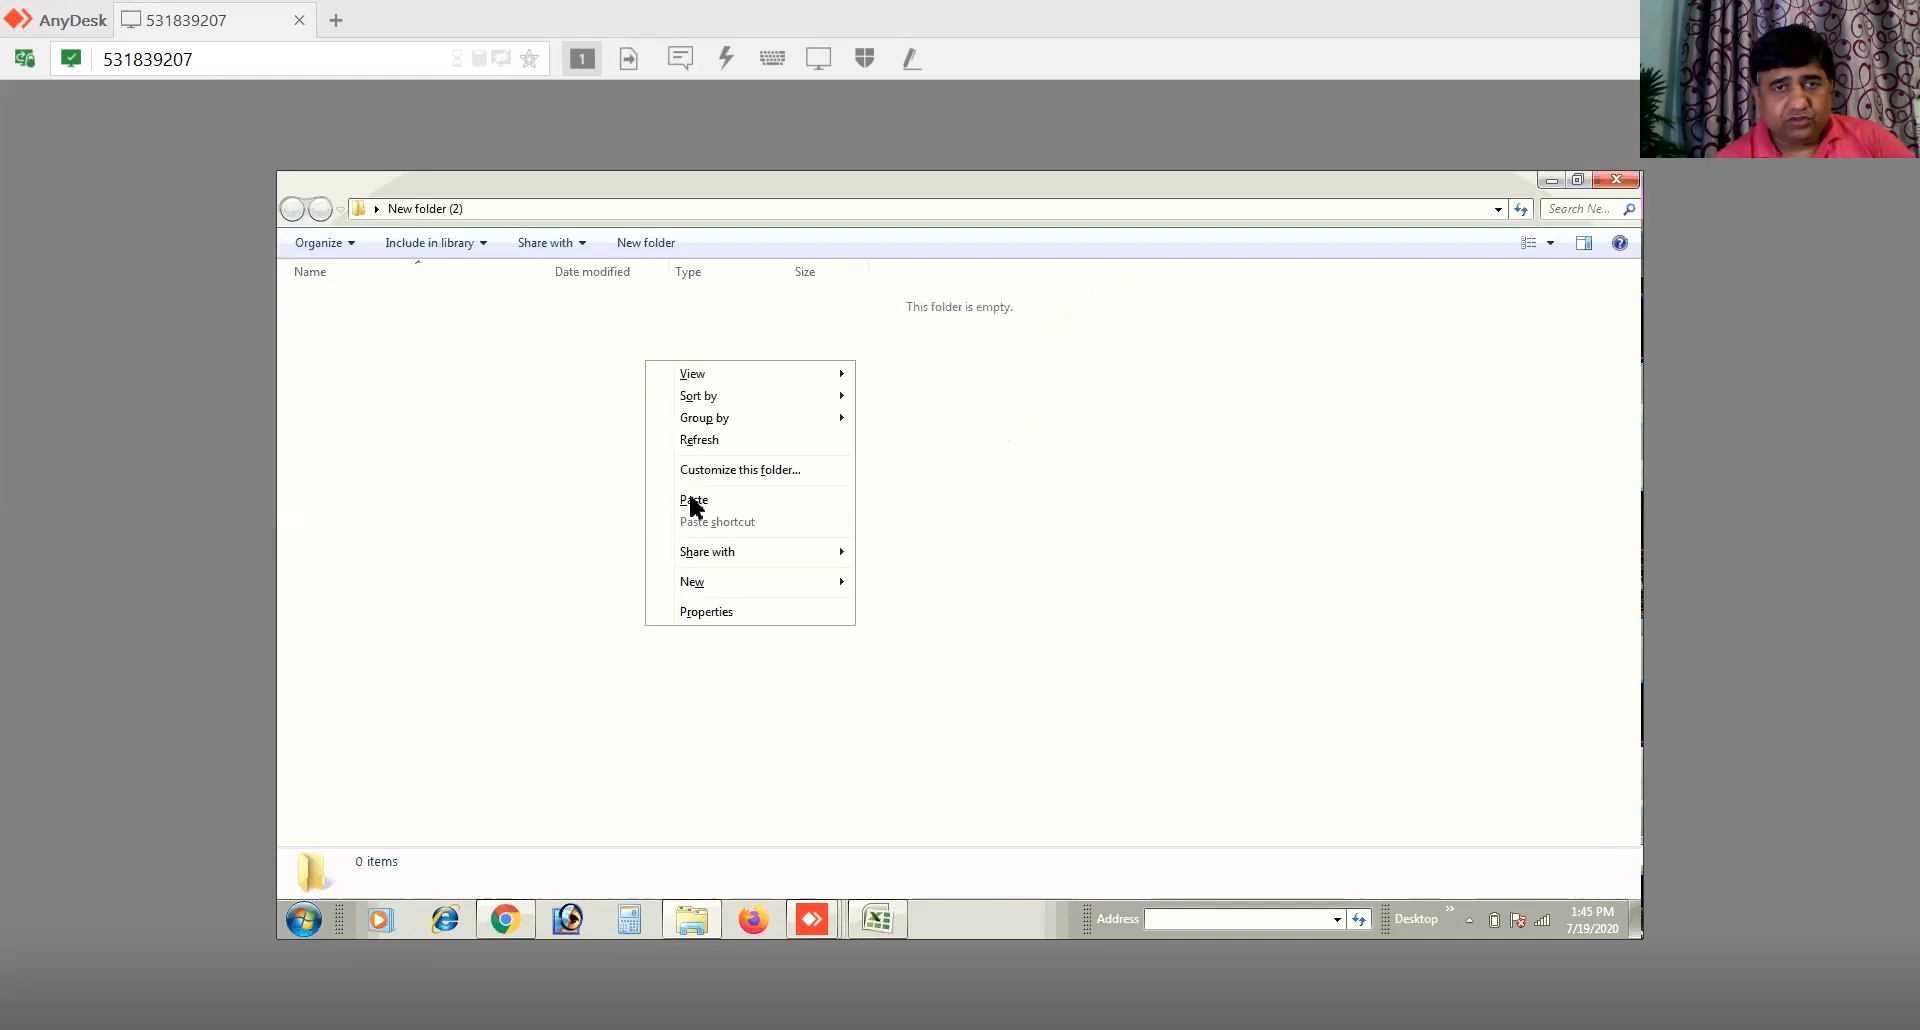 AnyDesk
531839207
531839207
1
New folder (2)
Search Ne...
Organize
Include in library
Share with
New folder
Name
Date modified
Type
Size
This folder is empty.
View
Sort by
Group by
Refresh
Customize this folder...
Paste
Paste shortcut
Share with
New
Properties
0 items
Address
Desktop
1:45 PM
7/19/2020